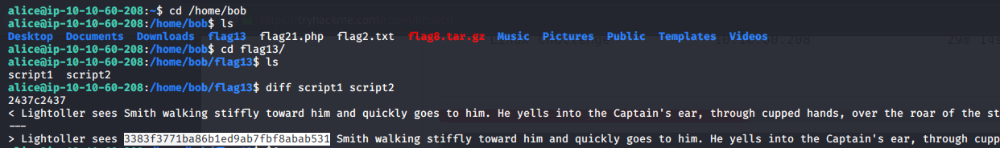 alice@ip-10-10-60-208:~$ cd /home/bob
alice@ip-10-10-60-208:/home/bob$ ls
Desktop  Documents  Downloads  flag13  flag21.php  flag2.txt  flag8.tar.gz  Music  Pictures  Public  Templates  Videos
alice@ip-10-10-60-208:/home/bob$ cd flag13/
alice@ip-10-10-60-208:/home/bob/flag13$ ls
script1  script2
alice@ip-10-10-60-208:/home/bob/flag13$ diff script1 script2
2437c2437
< Lightoller sees Smith walking stiffly toward him and quickly goes to him. He yells into the Captain's ear, through cupped hands, over the roar of the st
---
> Lightoller sees 3383f3771ba86b1ed9ab7fbf8abab531 Smith walking stiffly toward him and quickly goes to him. He yells into the Captain's ear, through cupp